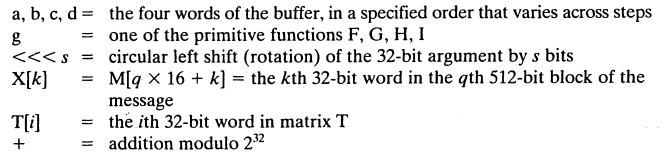 a, b, c, d = the four words of the buffer, in a specified order that varies across steps
g = one of the primitive functions F, G, H, I
<<< s = circular left shift (rotation) of the 32-bit argument by s bits
X[k] = M[q × 16 + k] = the kth 32-bit word in the qth 512-bit block of the
message
T[i] = the ith 32-bit word in matrix T
+ = addition modulo 2³²